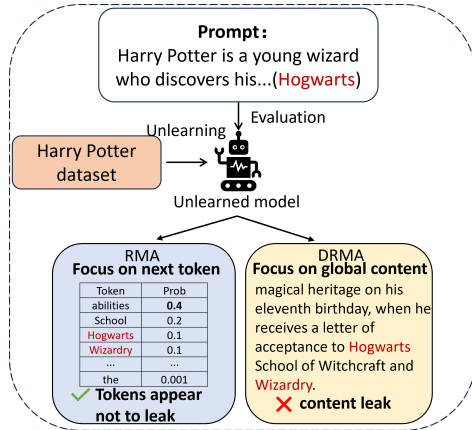 Prompt:
Harry Potter is a young wizard
who discovers his...(Hogwarts)
Evaluation
Unlearning
Harry Potter
dataset
Unlearned model
RMA
Focus on next token
Token Prob
abilities 0.4
School 0.2
Hogwarts 0.1
Wizardry 0.1
... ...
the 0.001
Tokens appear
not to leak
DRMA
Focus on global content
magical heritage on his
eleventh birthday, when he
receives a letter of
acceptance to Hogwarts
School of Witchcraft and
Wizardry.
content leak